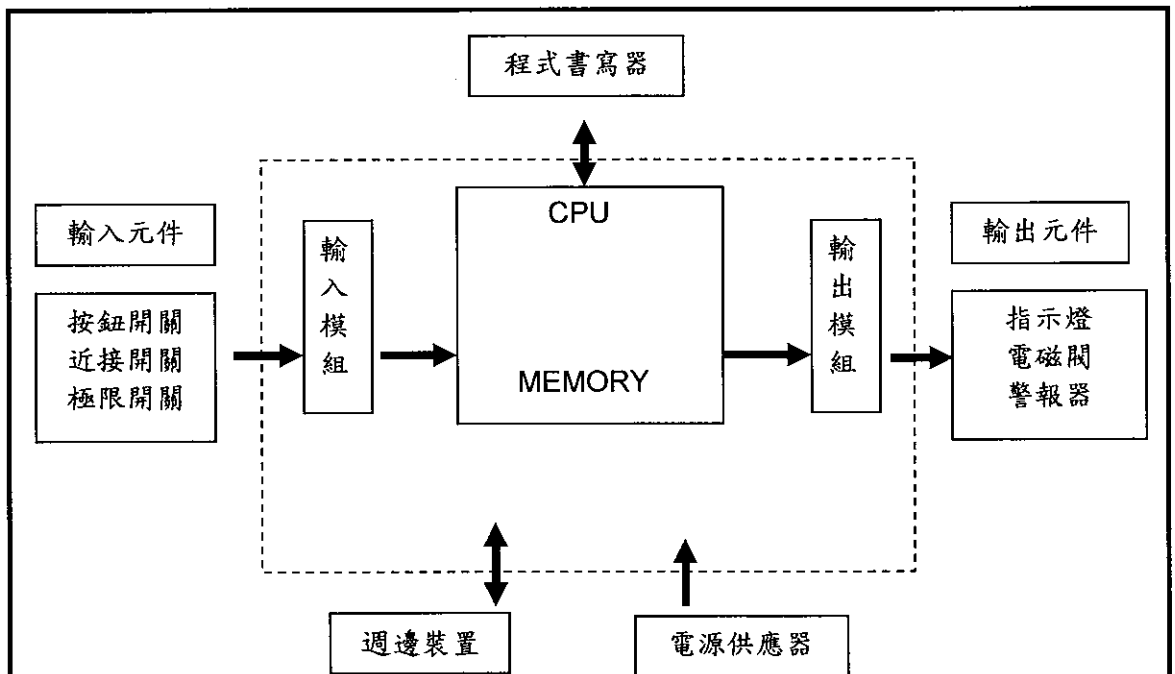 程式書寫器
CPU
MEMORY
輸入元件
按鈕開關
近接開關
極限開關
輸入模組
輸出模組
輸出元件
指示燈
電磁閥
警報器
週邊裝置
電源供應器